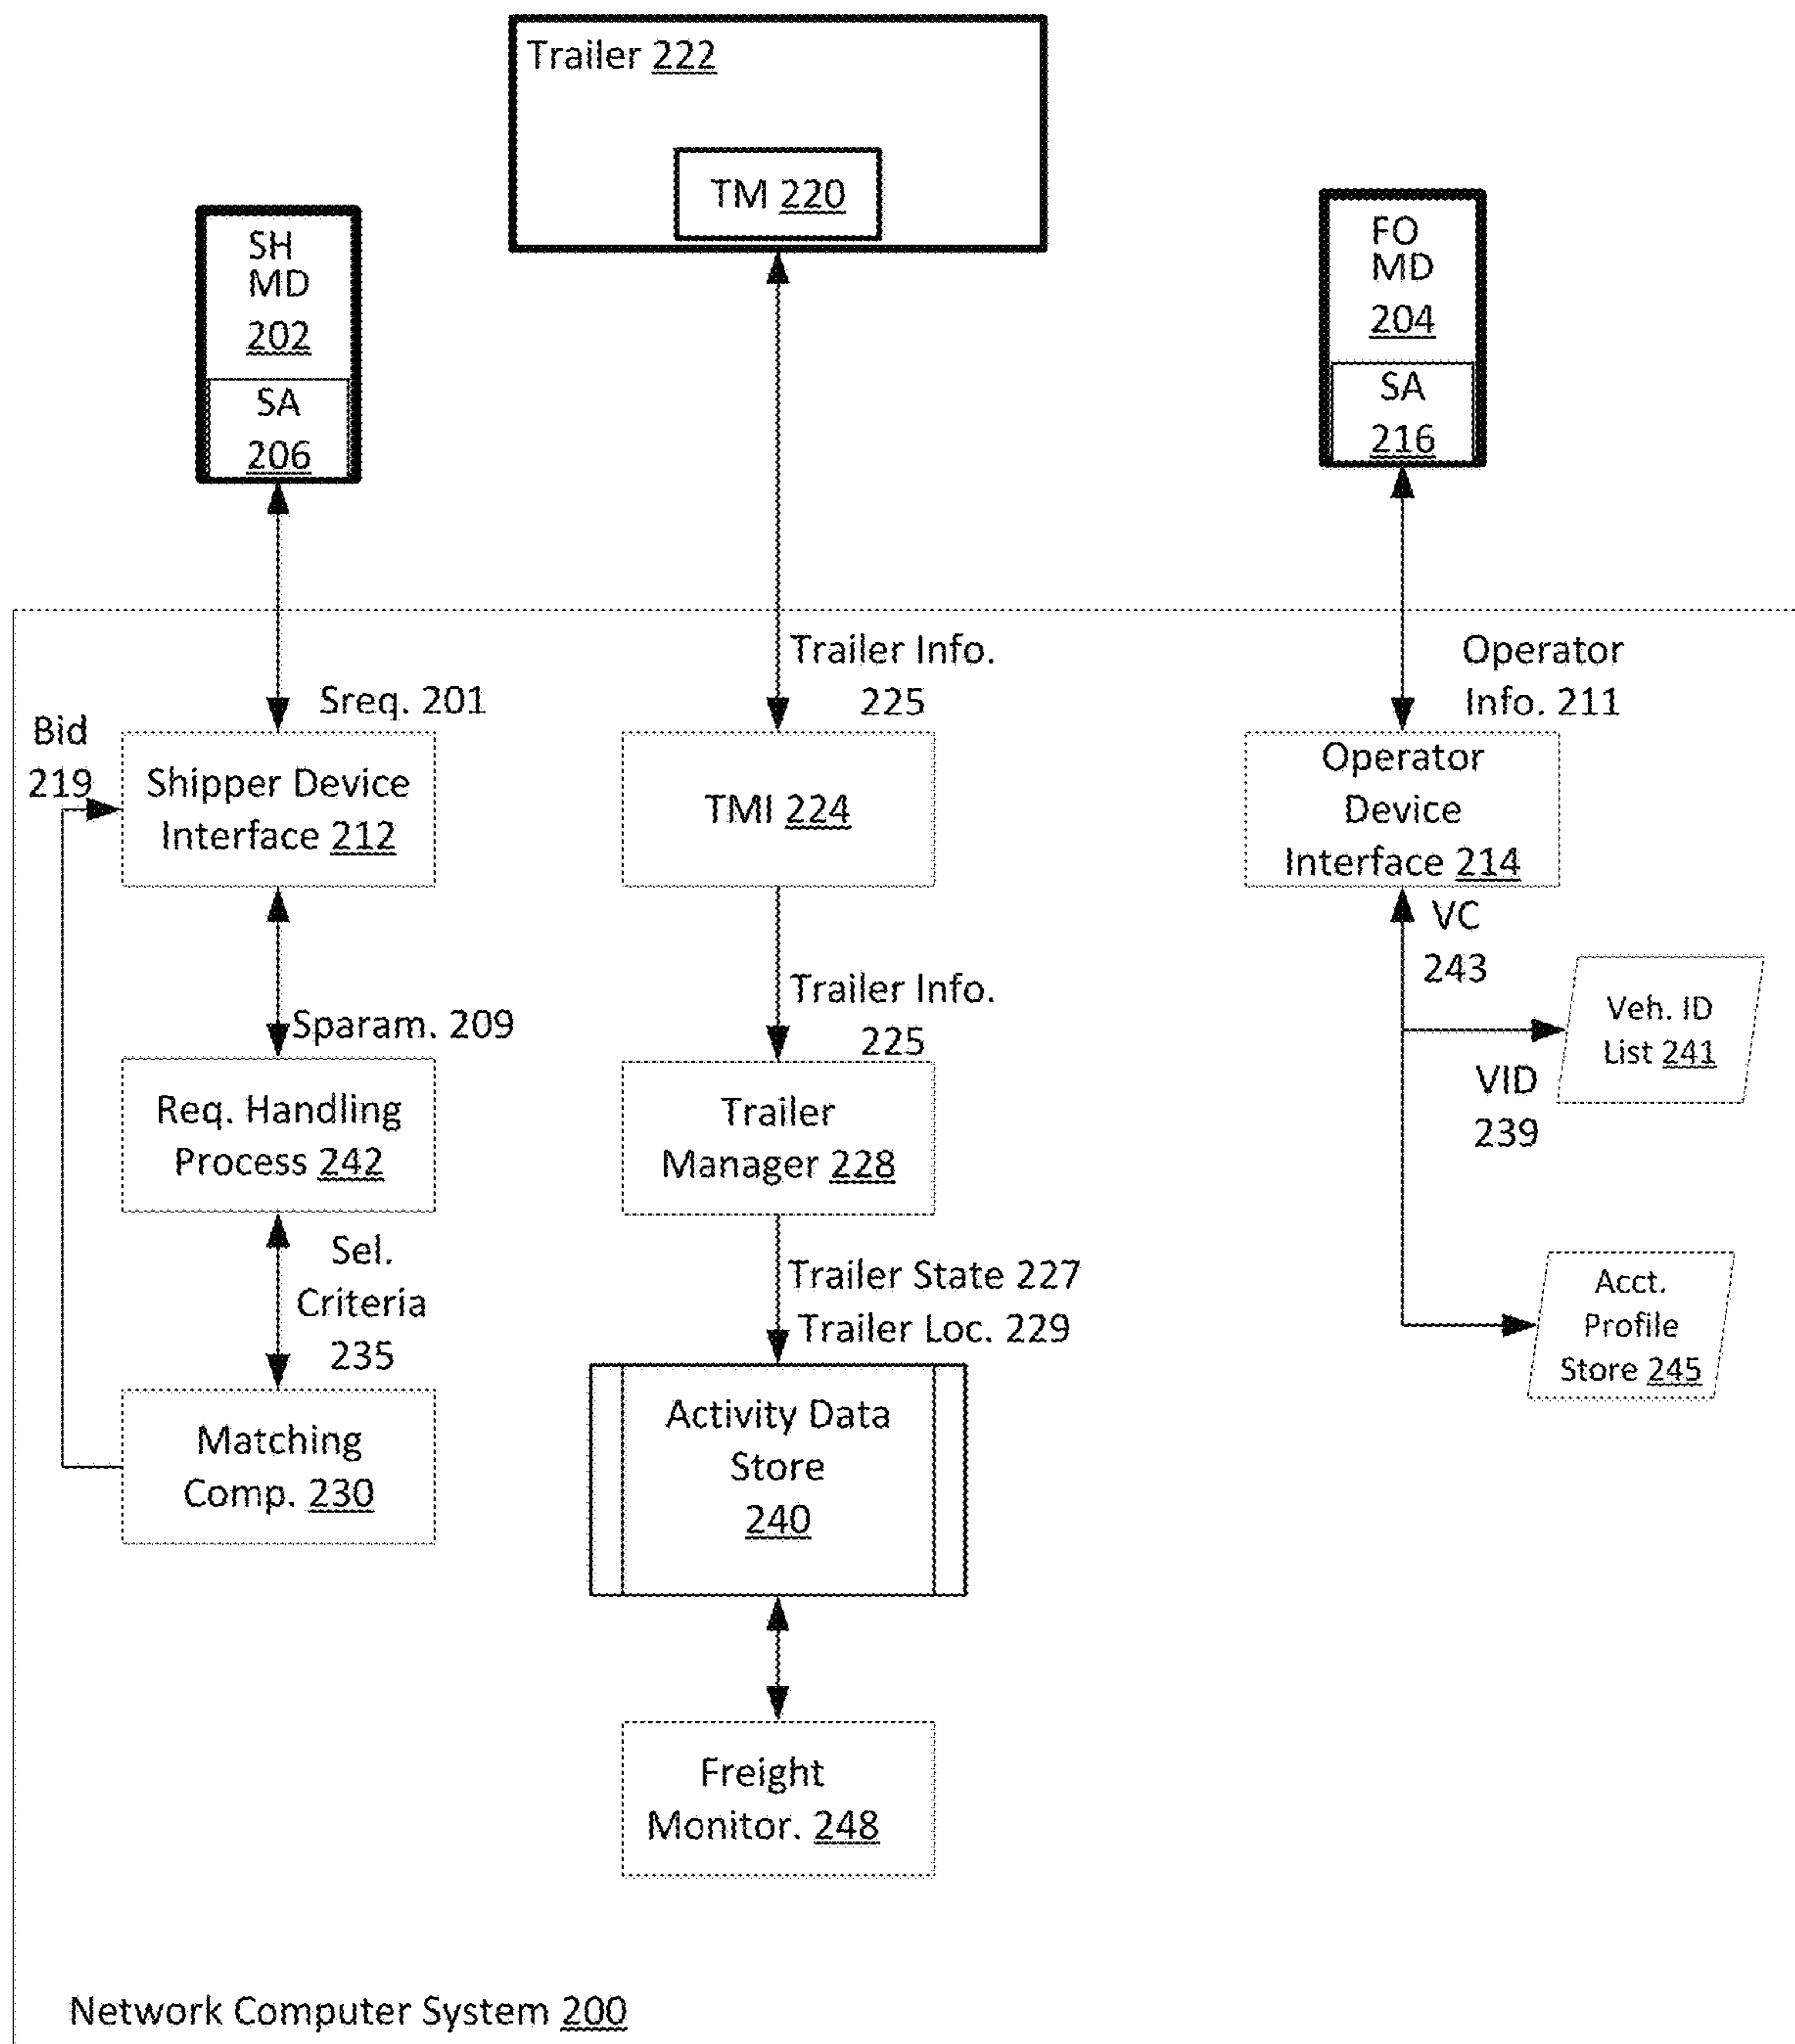 Trailer 222
TM 220
SH
MD
202
SA
206
FO
MD
204
SA
216
Trailer Info.
225
Operator
Info. 211
Sreq. 201
Bid
219
Shipper Device
Interface 212
TMI 224
Operator
Device
Interface 214
VC
243
Veh. ID
List 241
VID
239
Trailer Info.
225
Sparam. 209
Req. Handling
Process 242
Trailer
Manager 228
Sel.
Criteria
235
Trailer State 227
Trailer Loc. 229
Acct.
Profile
Store 245
Matching
Comp. 230
Activity Data
Store
240
Freight
Monitor. 248
Network Computer System 200